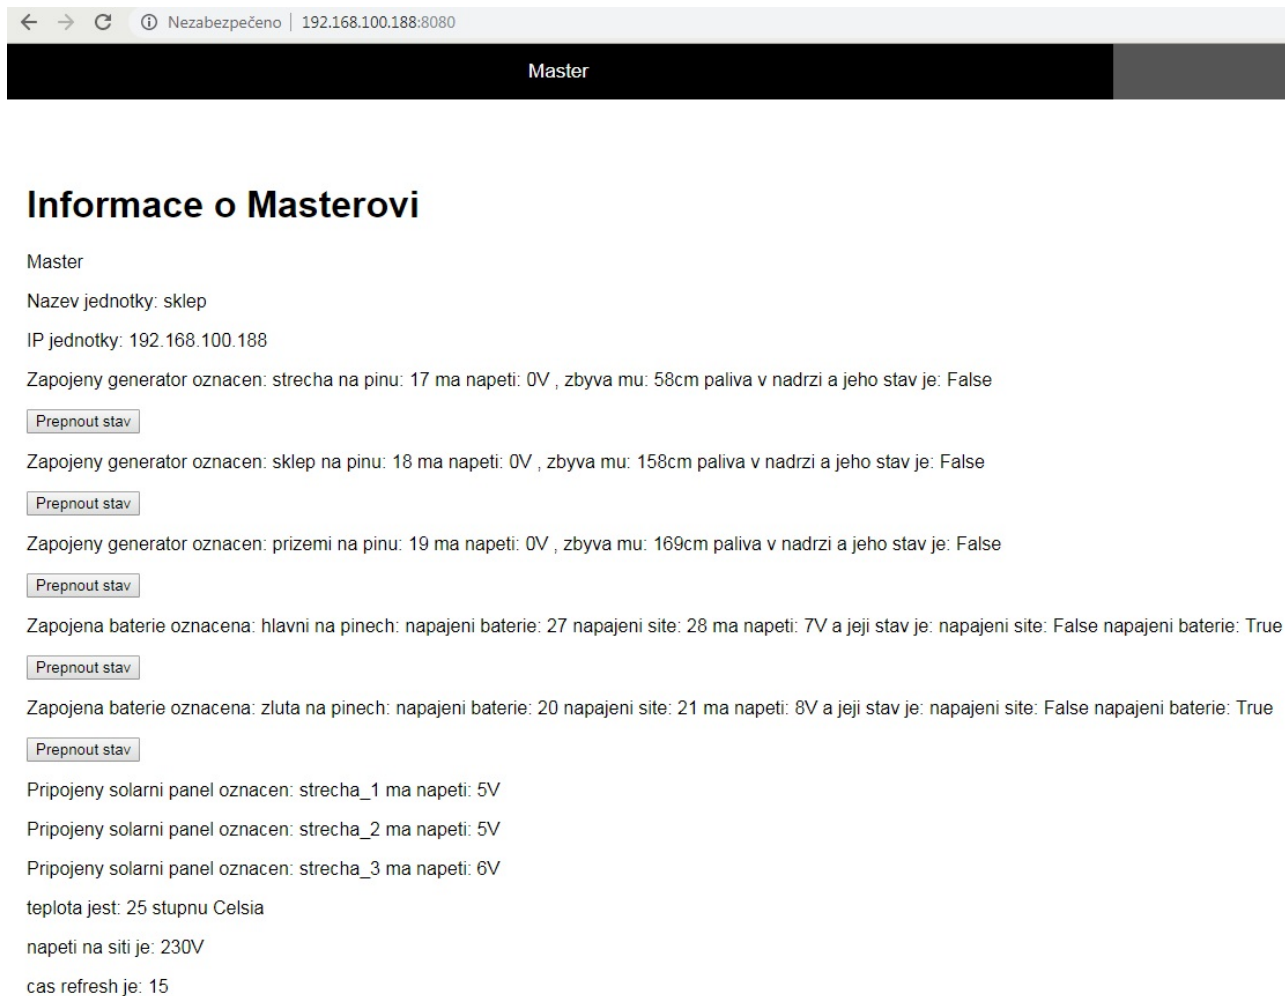 Nezabezpečeno | 192.168.100.188:8080
Master
Informace o Masterovi
Master
Nazev jednotky: sklep
IP jednotky: 192.168.100.188
Zapojeny generator oznacen: strecha na pinu: 17 ma napeti: 0V , zbyva mu: 58cm paliva v nadrzi a jeho stav je: False
Prepnout stav
Zapojeny generator oznacen: sklep na pinu: 18 ma napeti: 0V , zbyva mu: 158cm paliva v nadrzi a jeho stav je: False
Prepnout stav
Zapojeny generator oznacen: prizemi na pinu: 19 ma napeti: 0V , zbyva mu: 169cm paliva v nadrzi a jeho stav je: False
Prepnout stav
Zapojena baterie oznacena: hlavni na pinech: napajeni baterie: 27 napajeni site: 28 ma napeti: 7V a jeji stav je: napajeni site: False napajeni baterie: True
Prepnout stav
Zapojena baterie oznacena: zluta na pinech: napajeni baterie: 20 napajeni site: 21 ma napeti: 8V a jeji stav je: napajeni site: False napajeni baterie: True
Prepnout stav
Pripojeny solarni panel oznacen: strecha_1 ma napeti: 5V
Pripojeny solarni panel oznacen: strecha_2 ma napeti: 5V
Pripojeny solarni panel oznacen: strecha_3 ma napeti: 6V
teplota jest: 25 stupnu Celsia
napeti na siti je: 230V
cas refresh je: 15